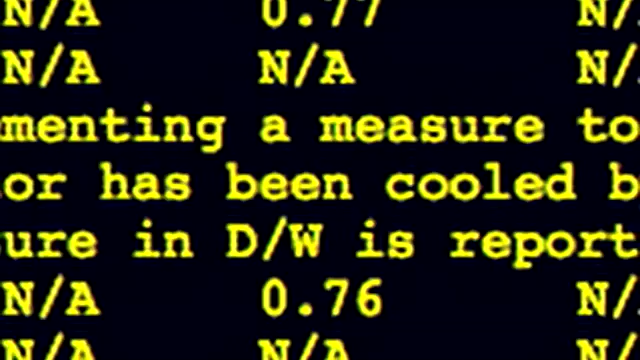 N/A 0.77 N/
N/A N/A N/
menting a measure to
or has been cooled b
ure in D/W is report
N/A 0.76 N/
N/A N/A N/